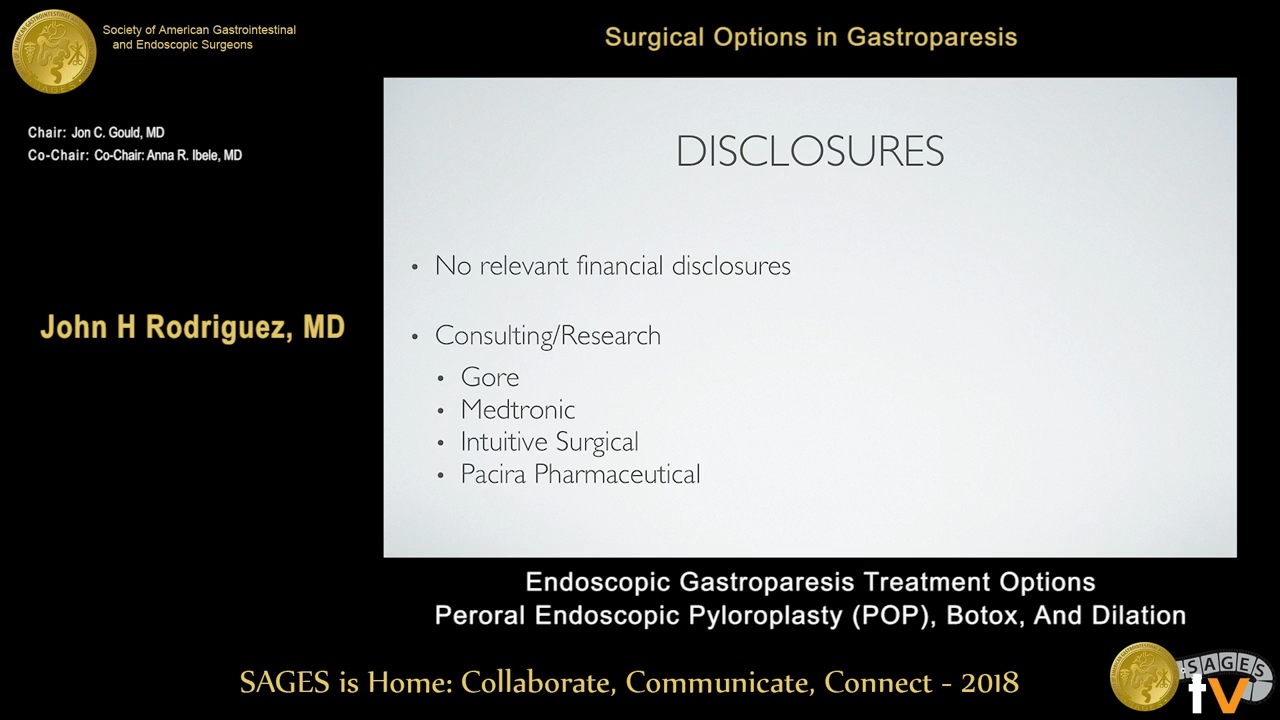 Society of American Gastrointestinal
and Endoscopic Surgeons
Surgical Options in Gastroparesis
Chair: Jon C. Gould, MD
Co-Chair: Co-Chair: Anna R. Ibele, MD
John H Rodriguez, MD
DISCLOSURES
• No relevant financial disclosures
• Consulting/Research
• Gore
• Medtronic
• Intuitive Surgical
• Pacira Pharmaceutical
Endoscopic Gastroparesis Treatment Options
Peroral Endoscopic Pyloroplasty (POP), Botox, And Dilation
SAGES is Home: Collaborate, Communicate, Connect - 2018
SAGES
tv